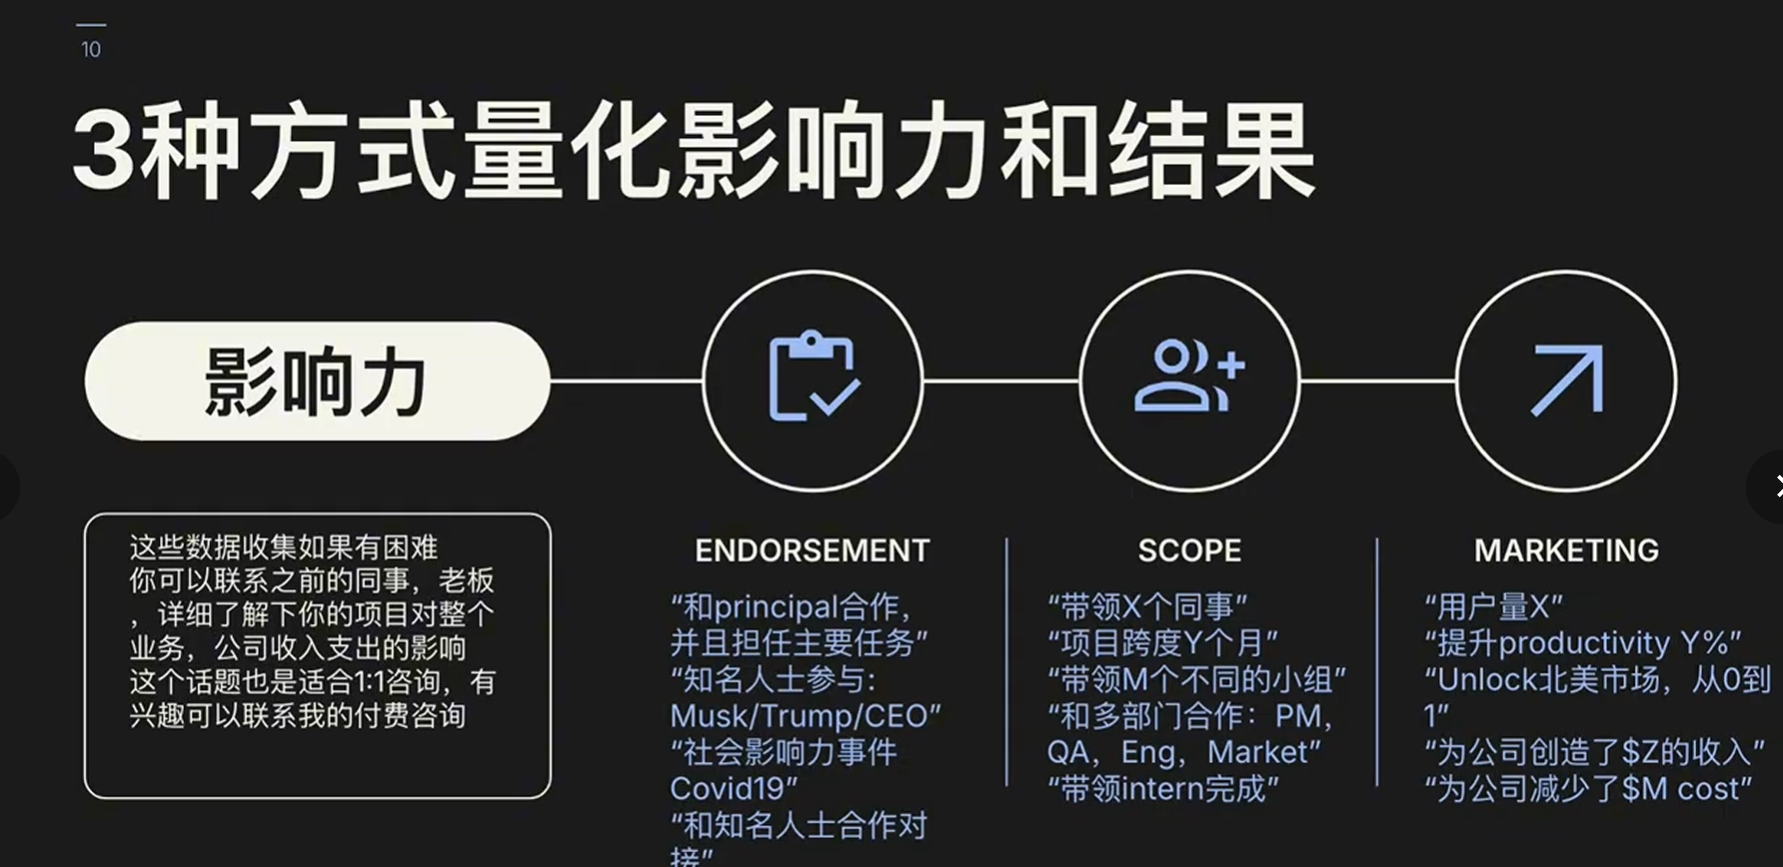 10
3种方式量化影响力和结果
影响力
这些数据收集如果有困难
你可以联系之前的同事，老板
，详细了解下你的项目对整个
业务，公司收入支出的影响
这个话题也是适合1:1咨询，有
兴趣可以联系我的付费咨询
ENDORSEMENT
“和principal合作，
并且担任主要任务”
“知名人士参与：
Musk/Trump/CEO”
“社会影响力事件
Covid19”
“和知名人士合作对
接”
SCOPE
“带领X个同事”
“项目跨度Y个月”
“带领M个不同的小组”
“和多部门合作：PM，
QA，Eng，Market”
“带领intern完成”
MARKETING
“用户量X”
“提升productivity Y%”
“Unlock北美市场，从0到
1”
“为公司创造了$Z的收入”
“为公司减少了$M cost”